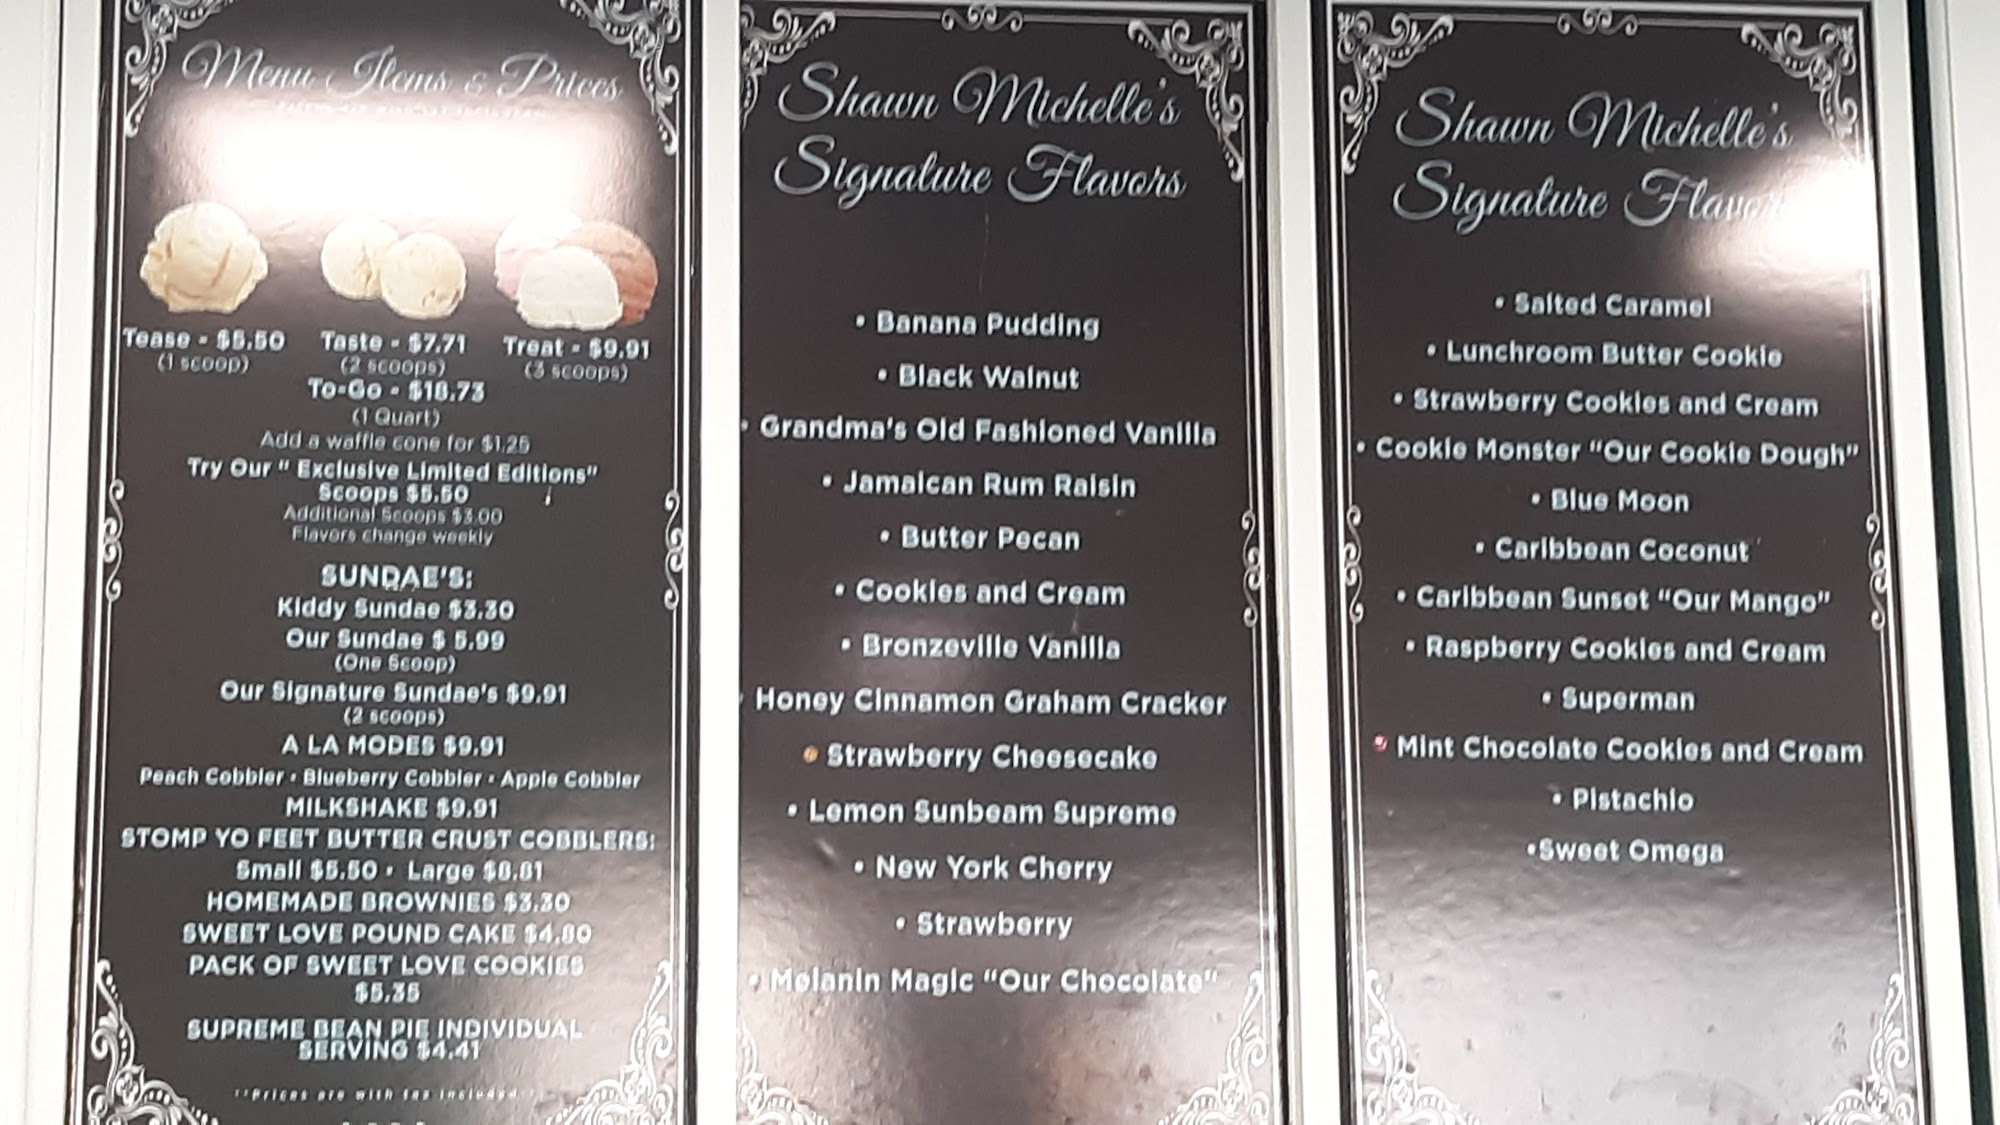 Menu Items & Prices
Tease - $5.50
(1 scoop)
Taste - $7.71
(2 scoops)
Treat - $9.91
(3 scoops)
To-Go - $18.73
(1 Quart)
Add a waffle cone for $1.25
Try Our " Exclusive Limited Editions"
Scoops $5.50
Additional Scoops $3.00
Flavors change weekly
SUNDAE'S:
Kiddy Sundae $3.30
Our Sundae $ 5.99
(One Scoop)
Our Signature Sundae's $9.91
(2 scoops)
A LA MODES $9.91
Peach Cobbler • Blueberry Cobbler • Apple Cobbler
MILKSHAKE $9.91
STOMP YO FEET BUTTER CRUST COBBLERS:
Small $5.50 • Large $8.81
HOMEMADE BROWNIES $3.30
SWEET LOVE POUND CAKE $4.80
PACK OF SWEET LOVE COOKIES
$5.35
SUPREME BEAN PIE INDIVIDUAL
SERVING $4.41
**Prices are with tax included**
Shawn Michelle's
Signature Flavors
• Banana Pudding
• Black Walnut
• Grandma's Old Fashioned Vanilla
• Jamaican Rum Raisin
• Butter Pecan
• Cookies and Cream
• Bronzeville Vanilla
• Honey Cinnamon Graham Cracker
• Strawberry Cheesecake
• Lemon Sunbeam Supreme
• New York Cherry
• Strawberry
• Melanin Magic "Our Chocolate"
Shawn Michelle's
Signature Flavors
• Salted Caramel
• Lunchroom Butter Cookie
• Strawberry Cookies and Cream
• Cookie Monster "Our Cookie Dough"
• Blue Moon
• Caribbean Coconut
• Caribbean Sunset "Our Mango"
• Raspberry Cookies and Cream
• Superman
• Mint Chocolate Cookies and Cream
• Pistachio
•Sweet Omega